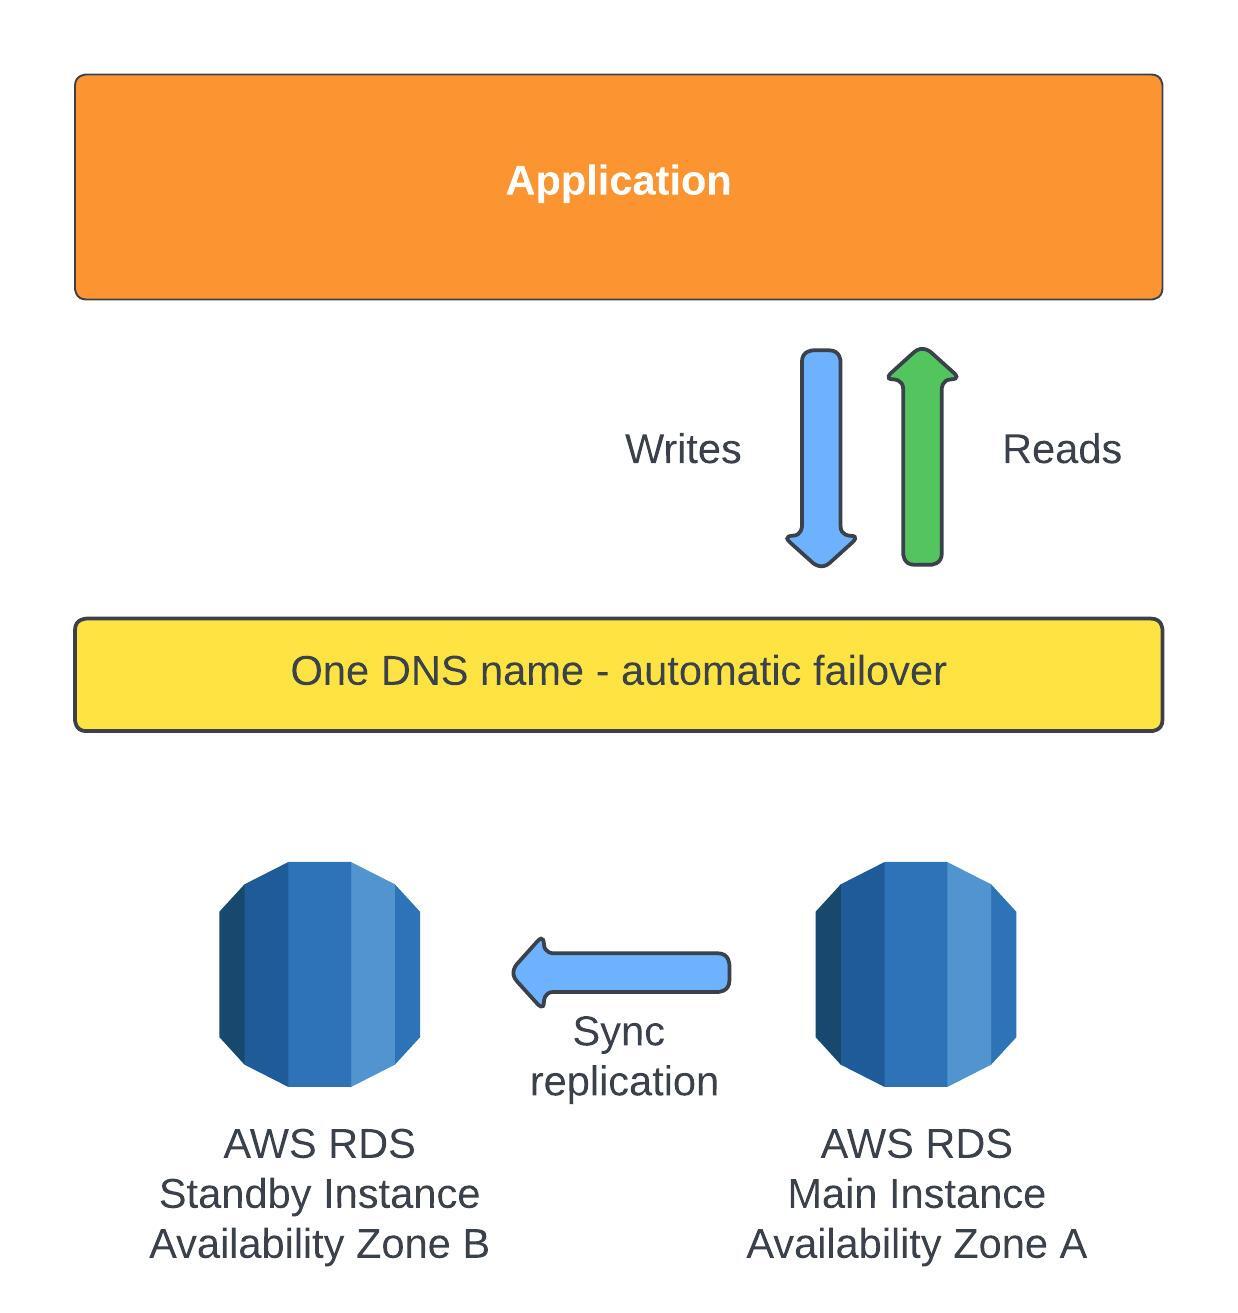 Application
Writes
Reads
One DNS name - automatic failover
Sync
replication
AWS RDS
Standby Instance
Availability Zone B
AWS RDS
Main Instance
Availability Zone A